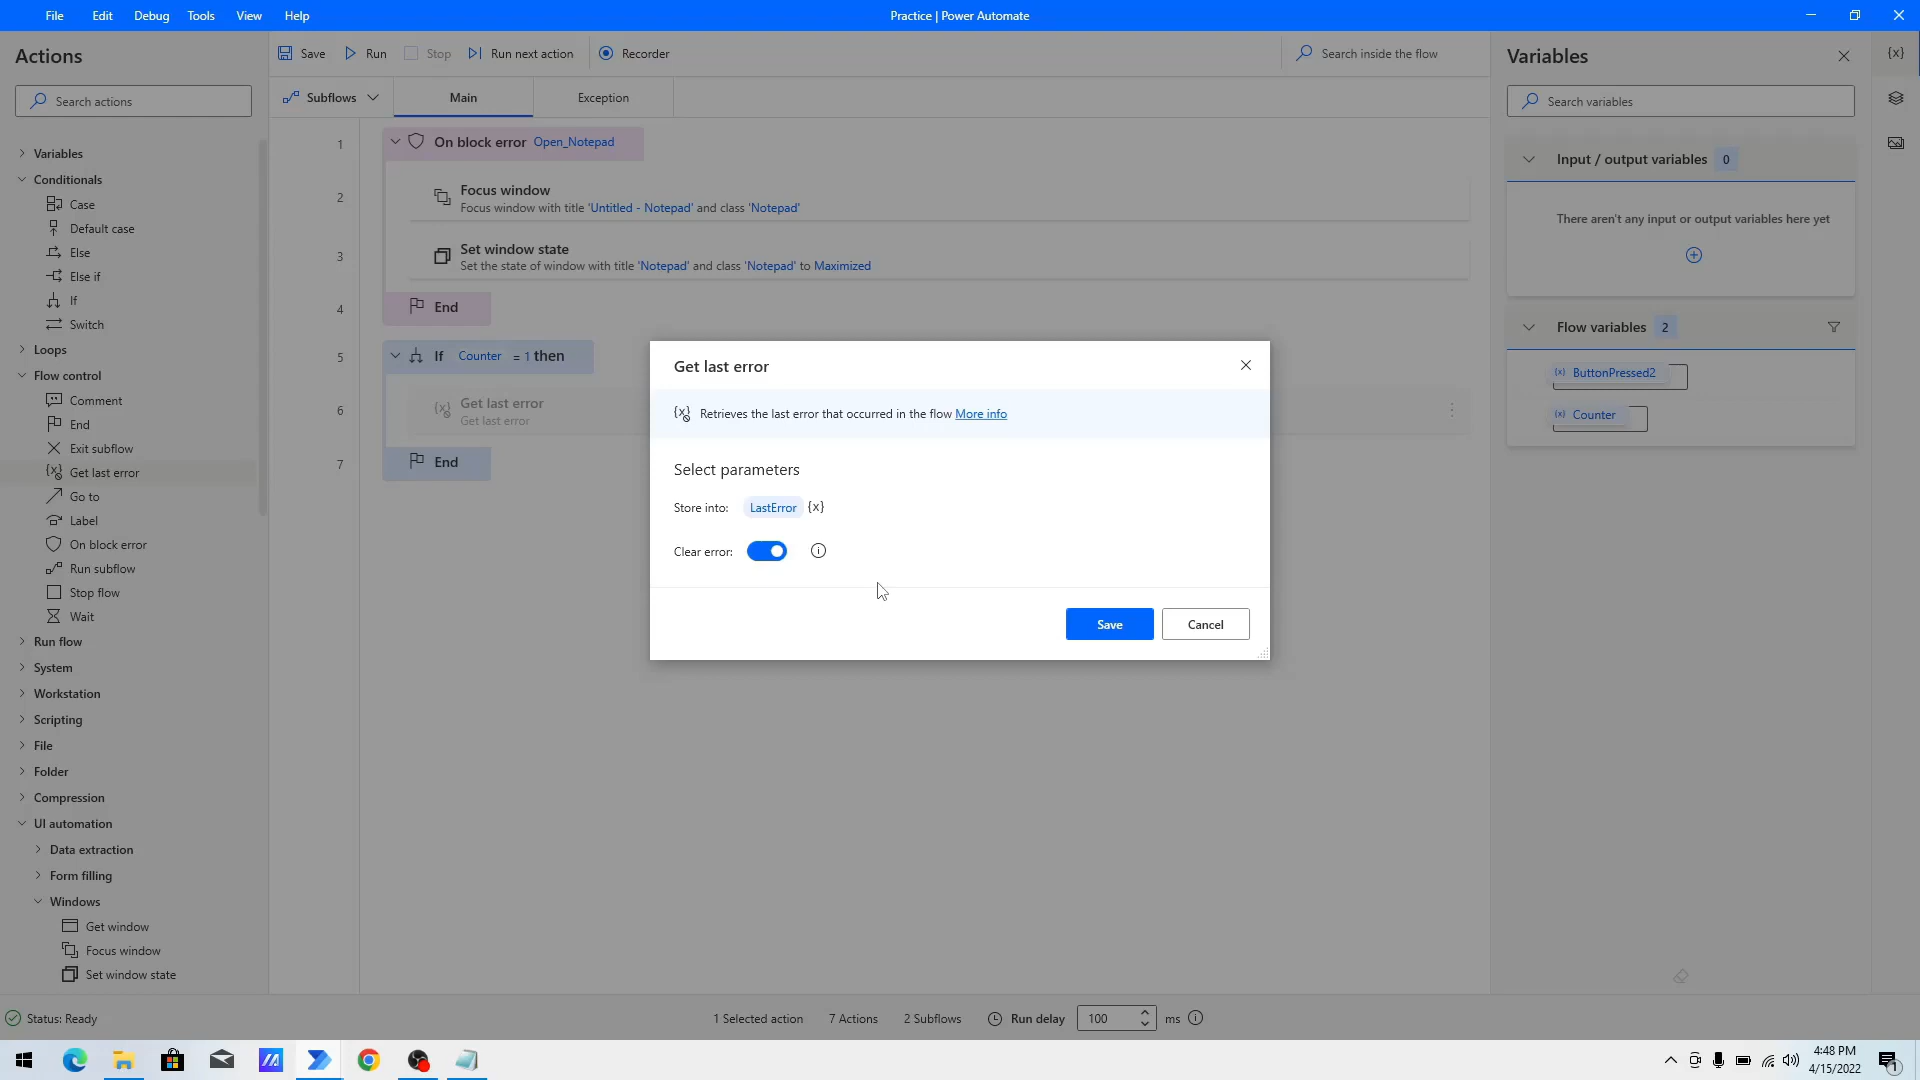 File Edit Debug Tools View Help
Practice | Power Automate
Actions
Search actions
Variables
Conditionals
Case
Default case
Else
Else if
If
Switch
Loops
Flow control
Comment
End
Exit subflow
Get last error
Go to
Label
On block error
Run subflow
Stop flow
Wait
Run flow
System
Workstation
Scripting
File
Folder
Compression
UI automation
Data extraction
Form filling
Windows
Get window
Focus window
Set window state
Save Run Stop Run next action Recorder
Search inside the flow
Subflows Main Exception
1 On block error Open_Notepad
2 Focus window
Focus window with title 'Untitled - Notepad' and class 'Notepad'
3 Set window state
Set the state of window with title 'Notepad' and class 'Notepad' to Maximized
4 End
5 If Counter = 1 then
6 Get last error
Get last error
7 End
Get last error
{x} Retrieves the last error that occurred in the flow More info
Select parameters
Store into: LastError {x}
Clear error:
Save Cancel
Variables
Search variables
Input / output variables 0
There aren't any input or output variables here yet
Flow variables 2
(x) ButtonPressed2
(x) Counter
{x}
Status: Ready
1 Selected action 7 Actions 2 Subflows Run delay 100 ms
4:48 PM
4/15/2022
1